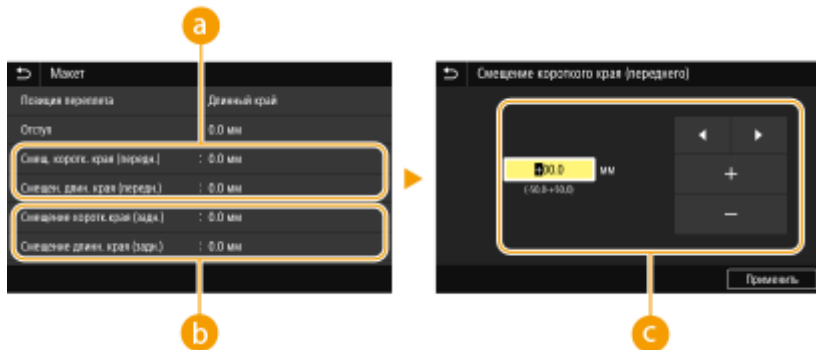 a
Макет
Позиция переплета Длинный край
Отступ 0.0 мм
Смещ. коротк. края (передн.) : 0.0 мм
Смещен. длин. края (передн.) : 0.0 мм
Смещение коротк.края (задн.) : 0.0 мм
Смещение длинн. края (задн.) : 0.0 мм
b
Смещение короткого края (переднего)
+00.0 мм
(-50.0-+50.0)
+
−
Применить
c